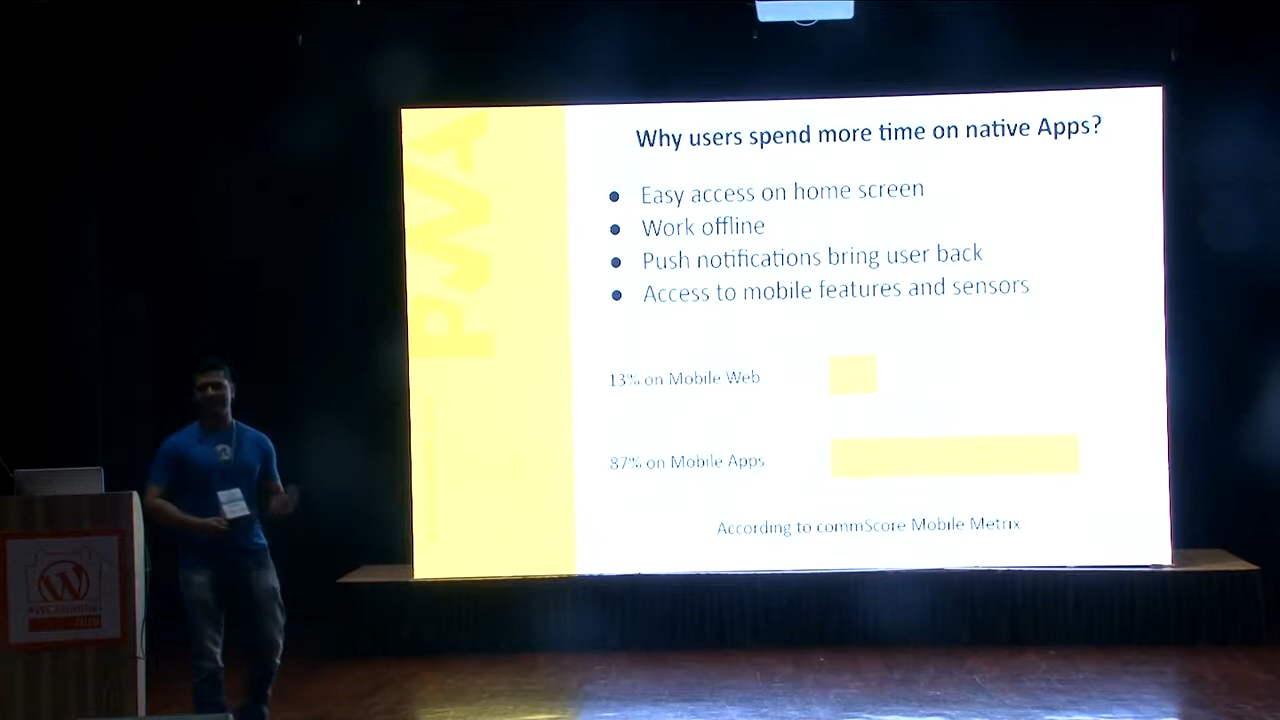 PWA
Why users spend more time on native Apps?
● Easy access on home screen
● Work offline
● Push notifications bring user back
● Access to mobile features and sensors
13% on Mobile Web
87% on Mobile Apps
According to commScore Mobile Metrix
W
2019